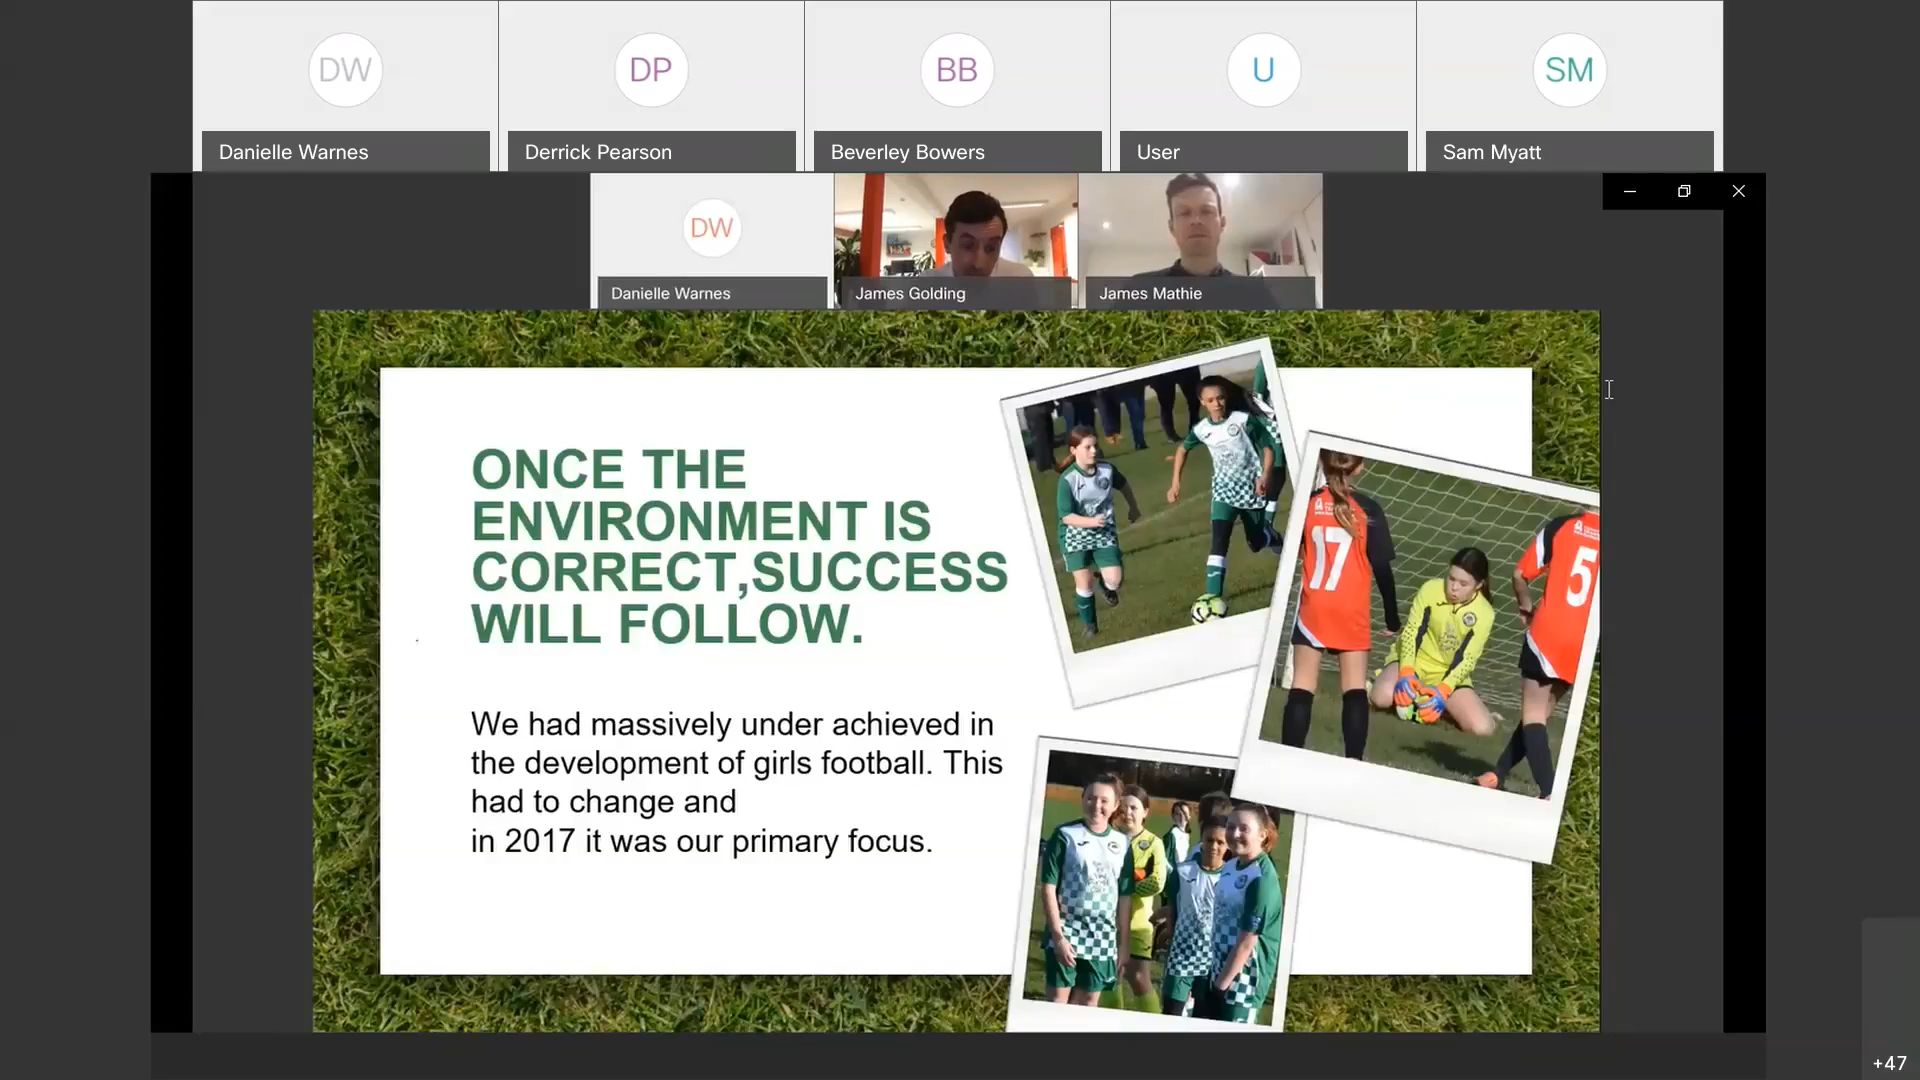 DW
DP
BB
U
SM
Danielle Warnes
Derrick Pearson
Beverley Bowers
User
Sam Myatt
DW
Danielle Warnes
James Golding
James Mathie
ONCE THE
ENVIRONMENT IS
CORRECT,SUCCESS
WILL FOLLOW.
We had massively under achieved in
the development of girls football. This
had to change and
in 2017 it was our primary focus.
17
5
+47